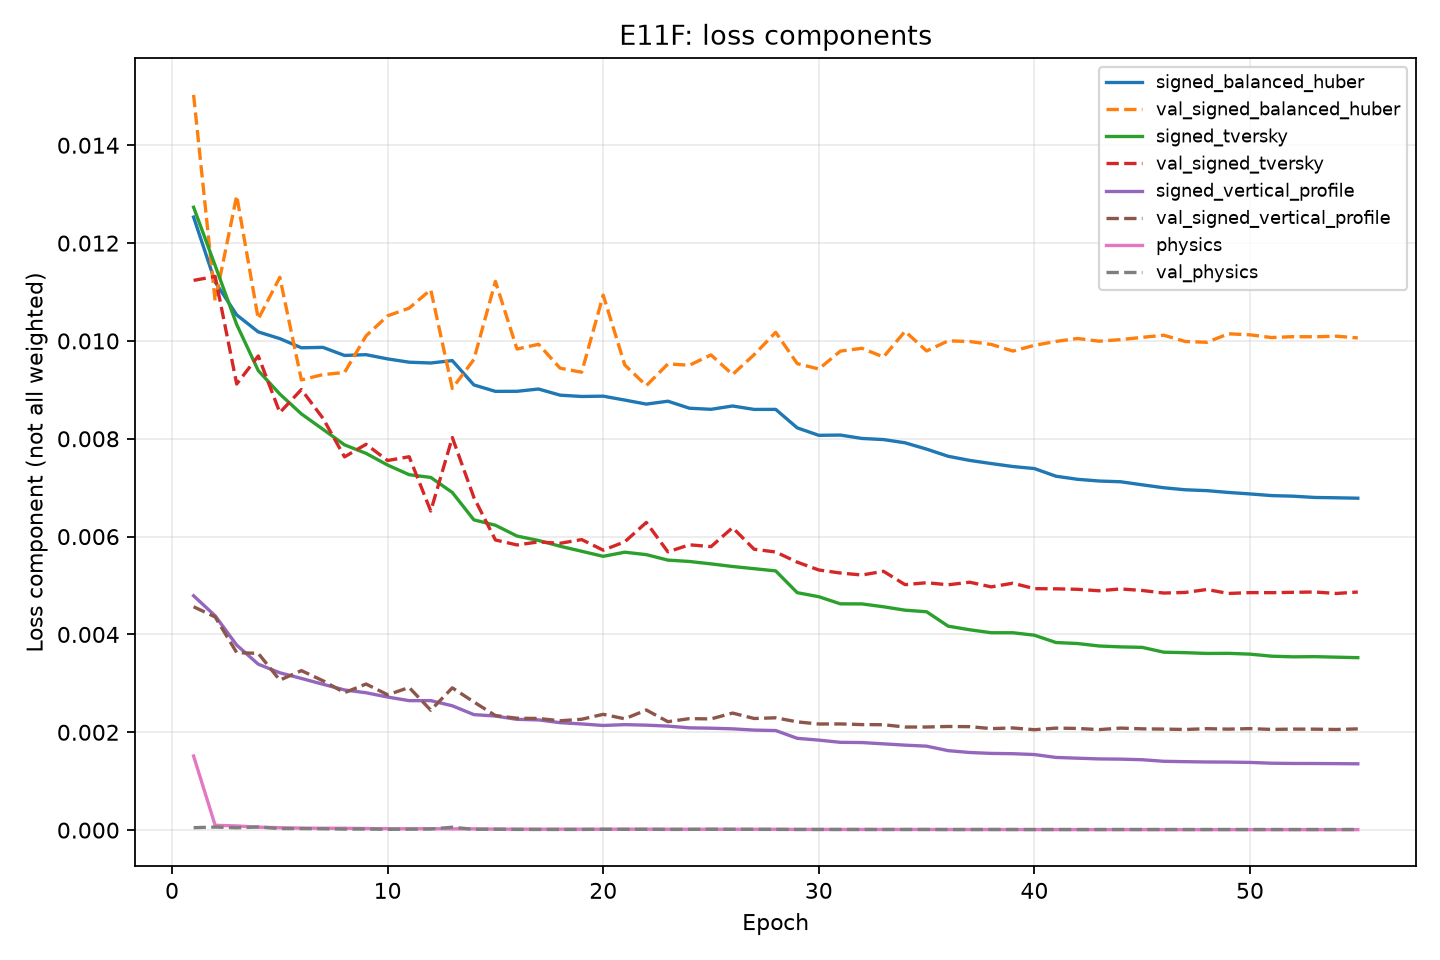 E11F: loss components
signed_balanced_huber
val_signed_balanced_huber
signed_tversky
val_signed_tversky
signed_vertical_profile
val_signed_vertical_profile
physics
val_physics
Loss component (not all weighted)
0.014
0.012
0.010
0.008
0.006
0.004
0.002
0.000
0 10 20 30 40 50
Epoch